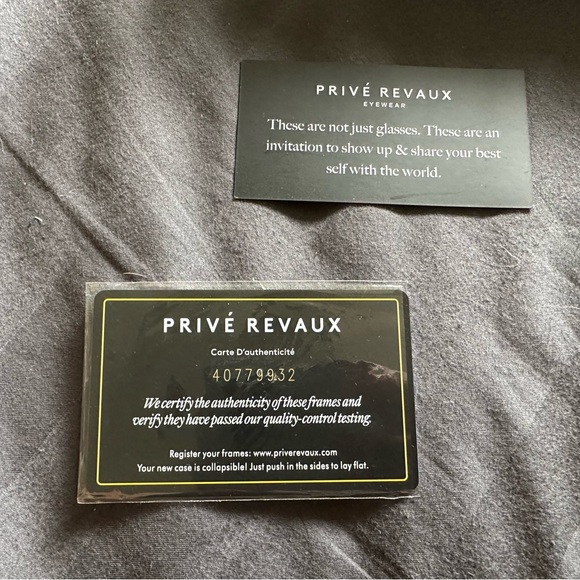 PRIVÉ REVAUX
EYEWEAR
These are not just glasses. These are an
invitation to show up & share your best
self with the world.
PRIVÉ REVAUX
Carte D'authenticité
40779932
We certify the authenticity of these frames and
verify they have passed our quality-control testing.
Register your frames: www.priverevaux.com
Your new case is collapsible! Just push in the sides to lay flat.